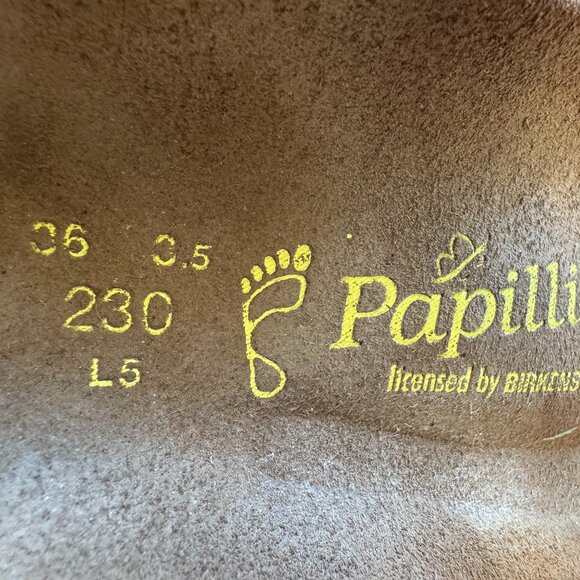 36 3.5
230
L5
Papilli
licensed by BIRKENS